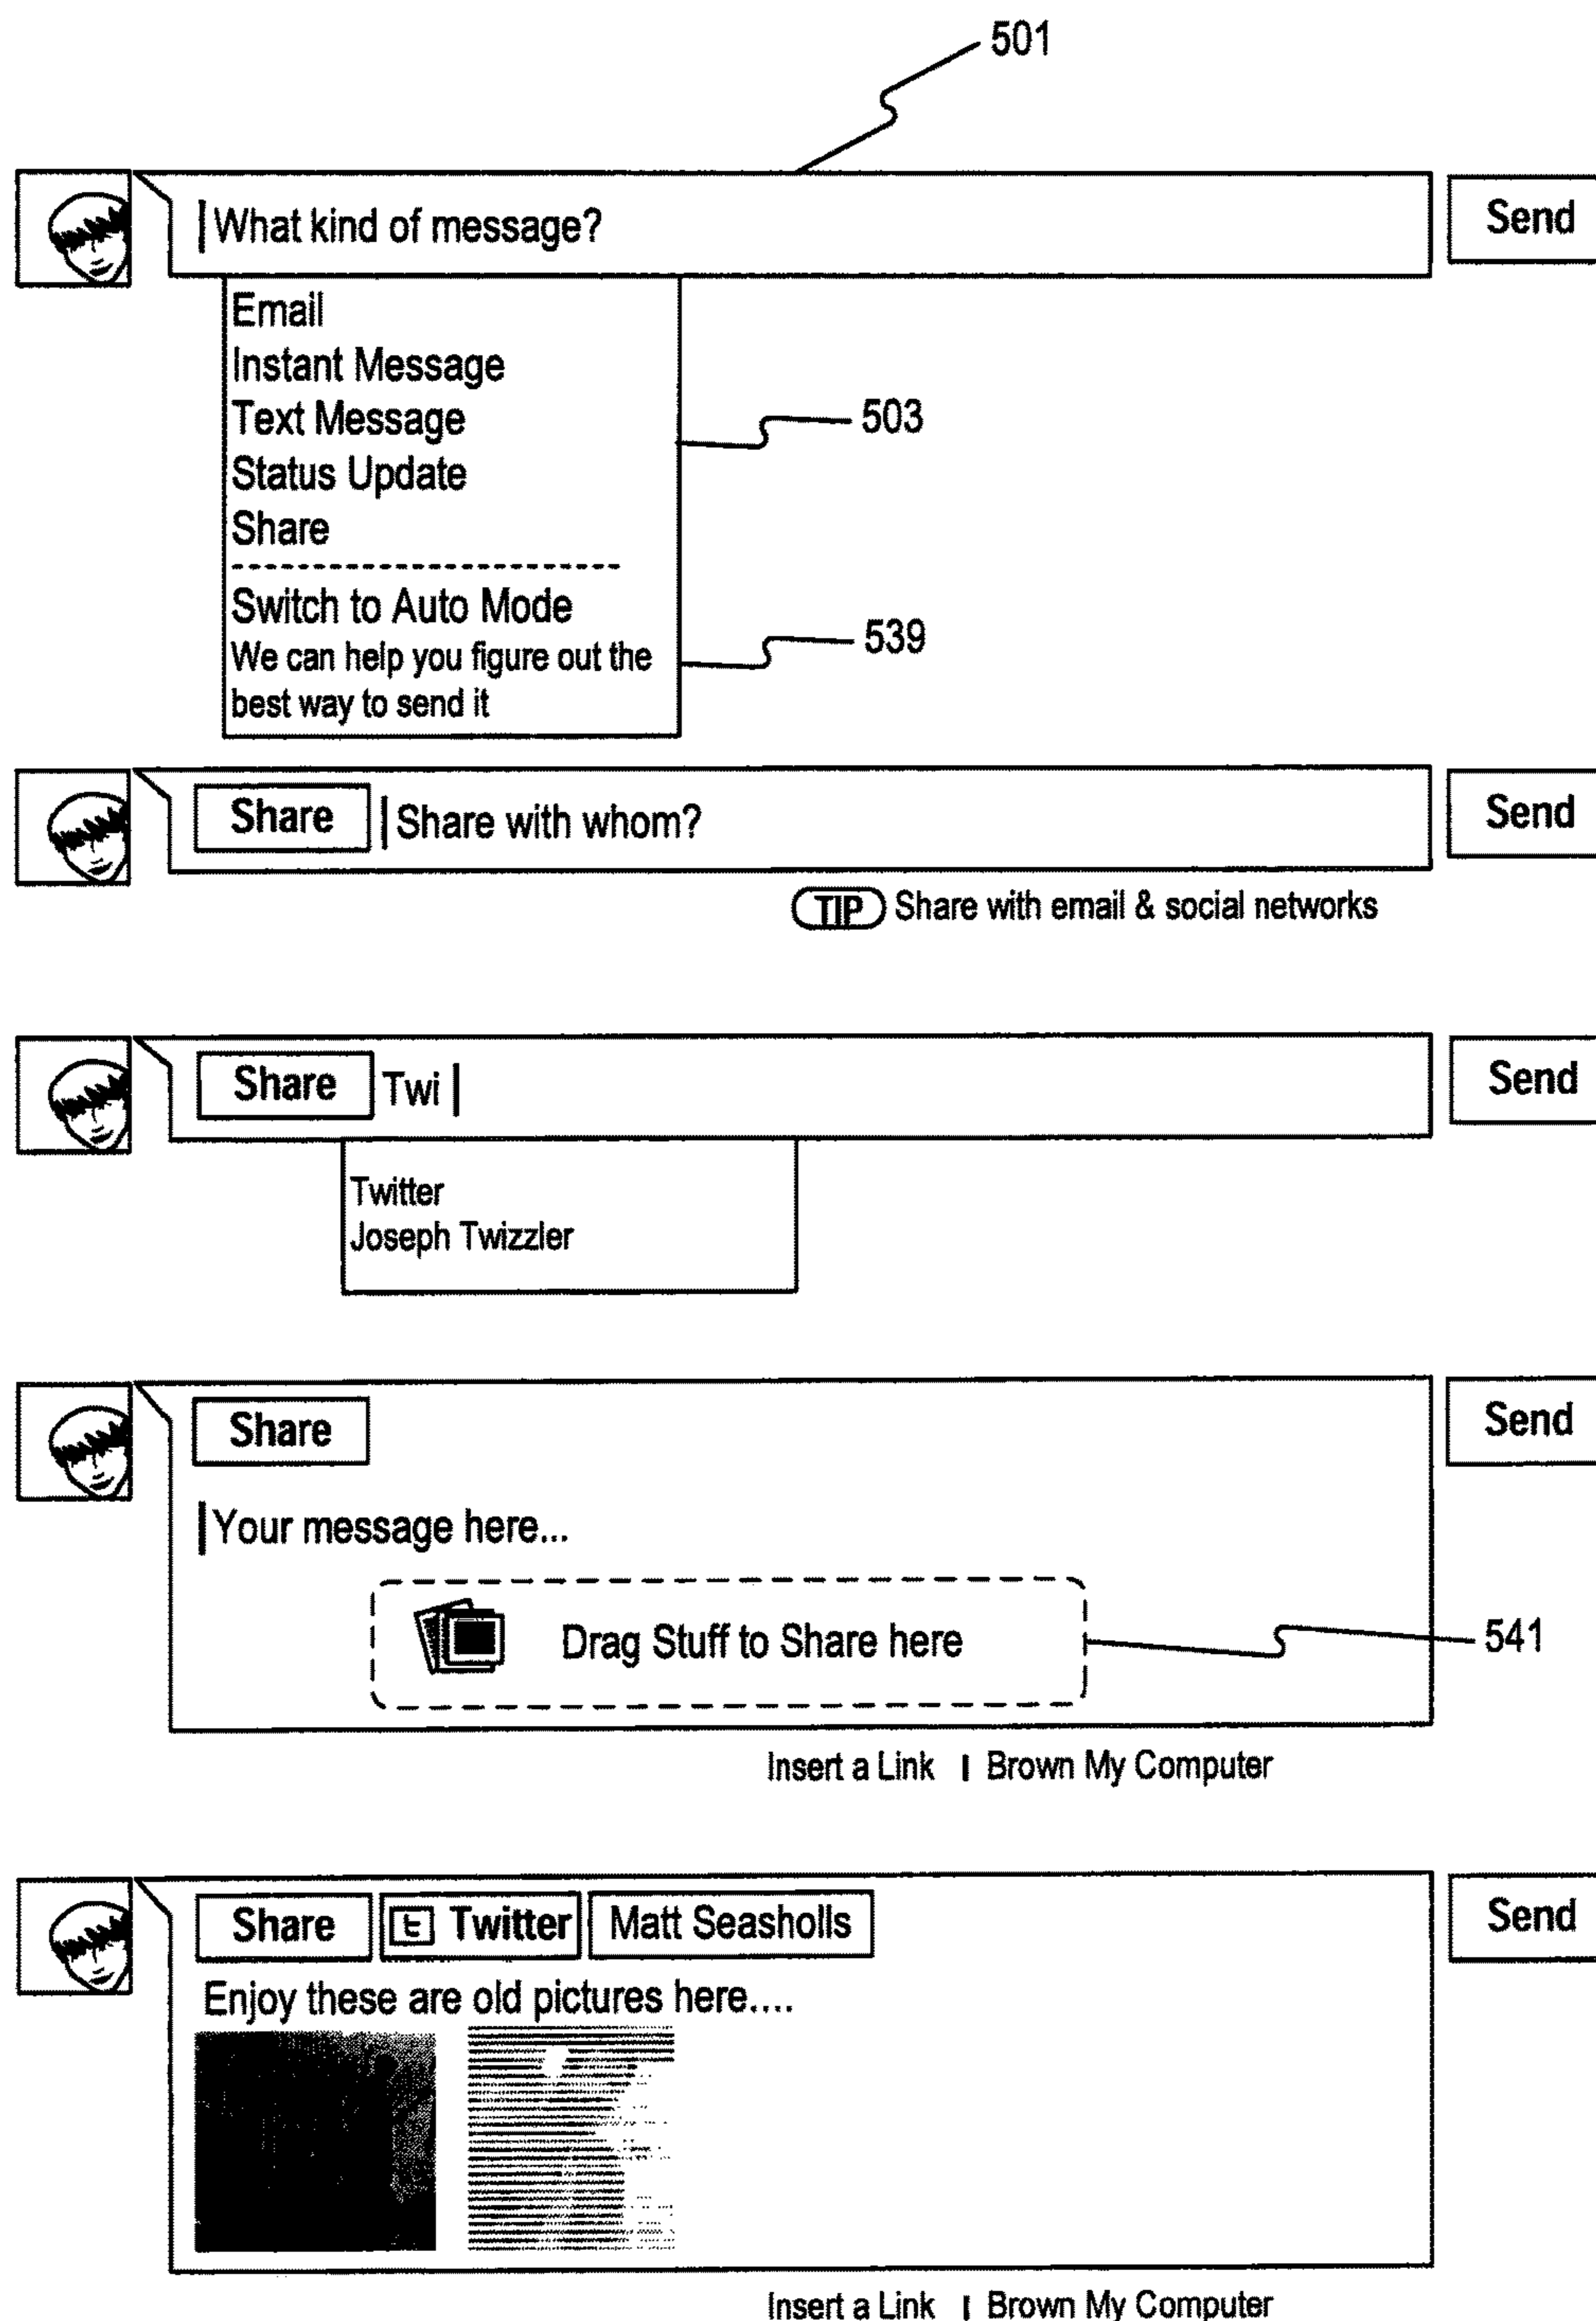 501
What kind of message? Send
Email
Instant Message
Text Message
503
Status Update
Share
Switch to Auto Mode
539
We can help you figure out the
best way to send it
Share Share with whom? Send
TIP Share with email & social networks
Share Twi Send
Twitter
Joseph Twizzler
Share Send
Your message here...
Drag Stuff to Share here
541
Insert a Link | Brown My Computer
Share t Twitter Matt Seasholls Send
Enjoy these are old pictures here....
Insert a Link | Brown My Computer